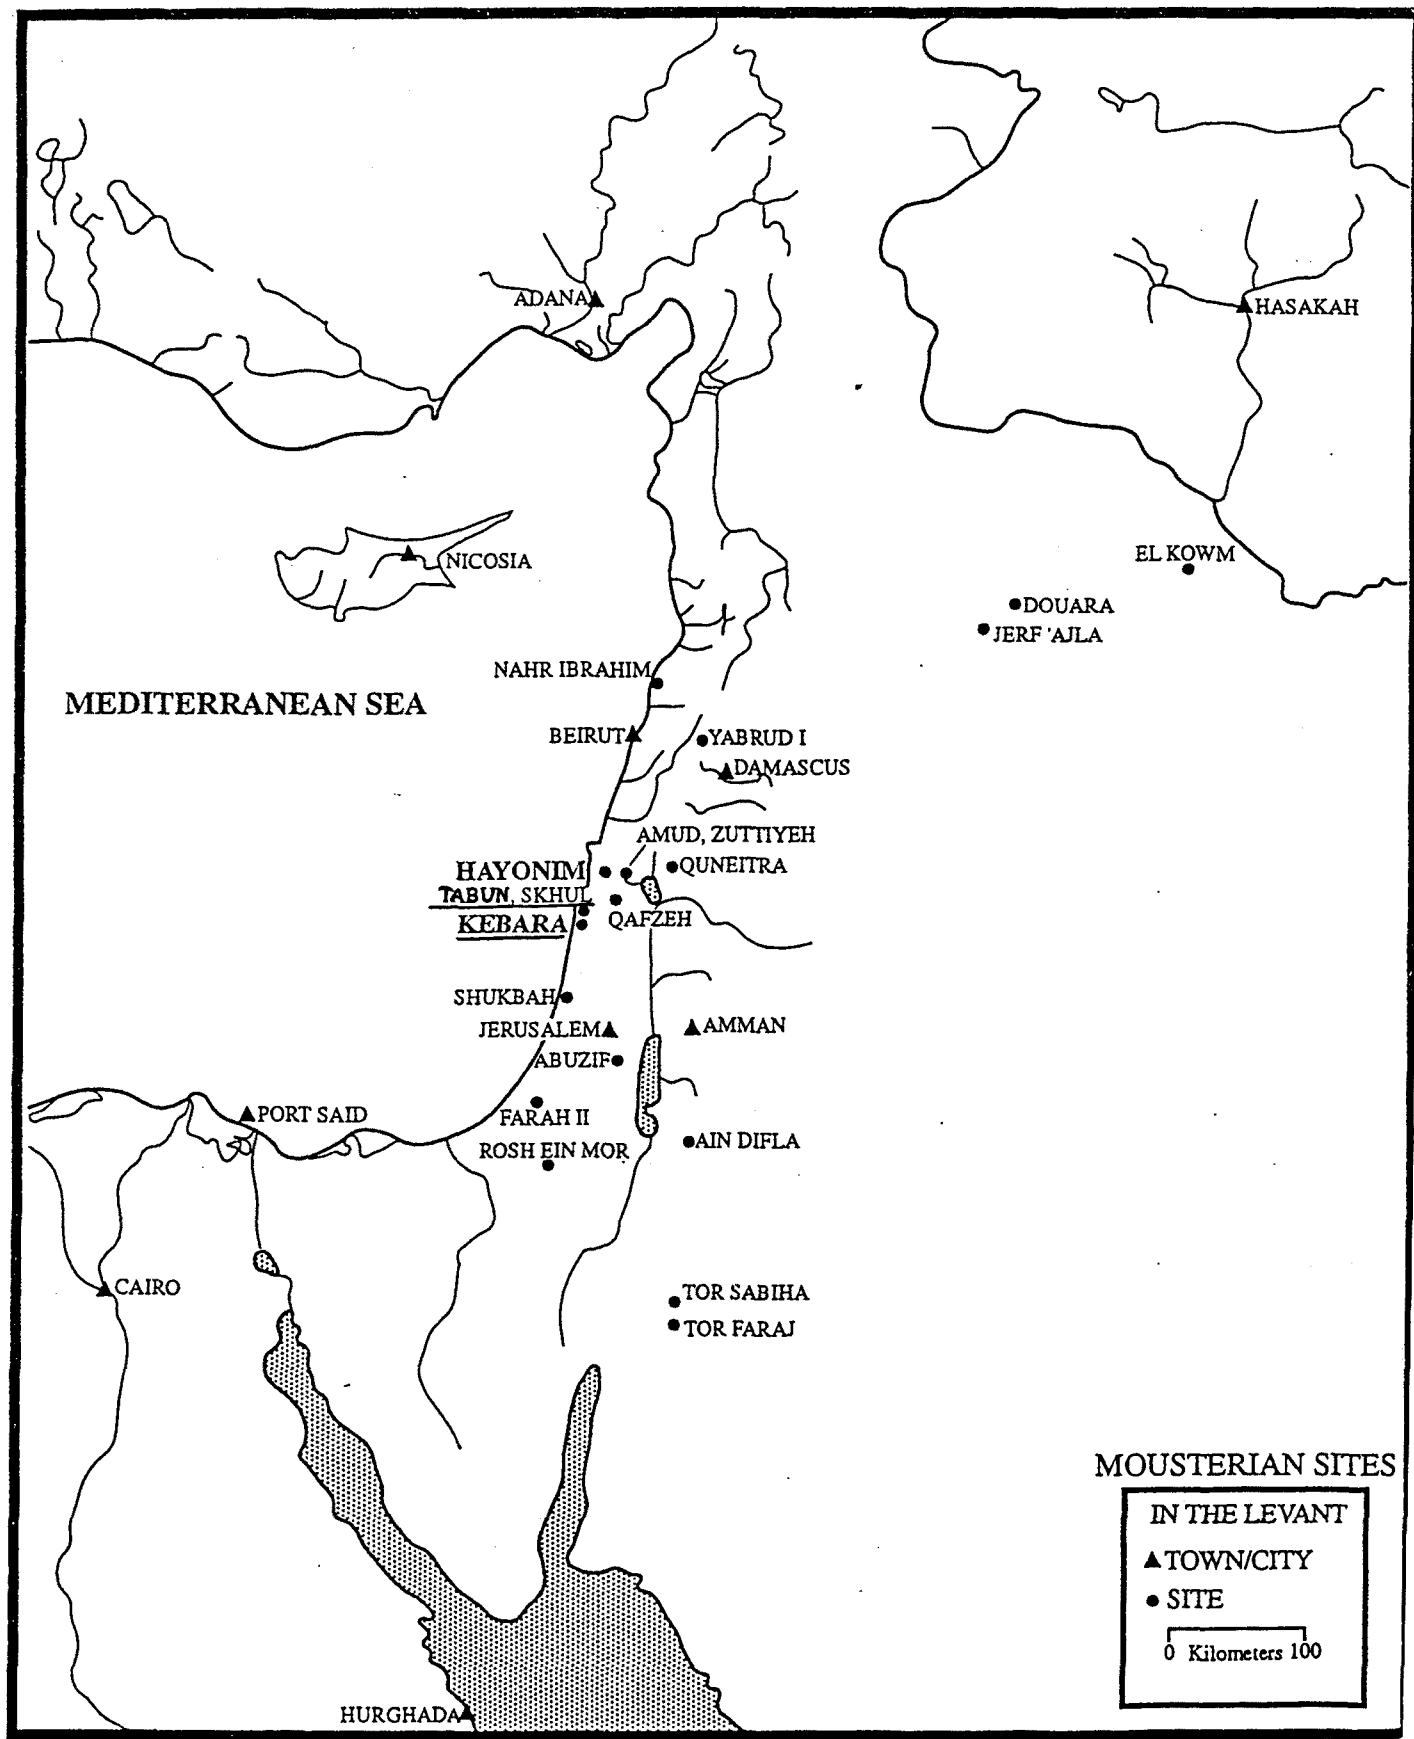 ADANA
HASAKAH
NICOSIA
EL KOWM
DOUARA
JERF 'AJLA
NAHR IBRAHIM
MEDITERRANEAN SEA
BEIRUT
YABRUD I
DAMASCUS
AMUD, ZUTTIYEH
HAYONIM
QUNEITRA
TABUN, SKHUL
QAFZEH
KEBARA
SHUKBAH
JERUSALEM
AMMAN
ABUZIF
FARAH II
PORT SAID
AIN DIFLA
ROSH EIN MOR
CAIRO
TOR SABIHA
TOR FARAJ
MOUSTERIAN SITES
IN THE LEVANT
TOWN/CITY
SITE
0 Kilometers 100
HURGHADA